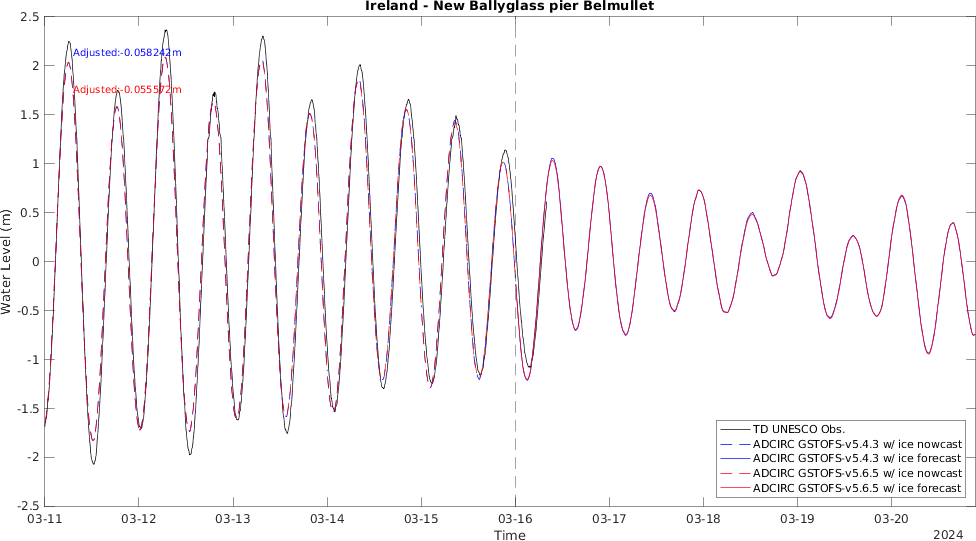 Ireland - New Ballyglass pier Belmullet
2.5
2
1.5
1
0.5
0
-0.5
-1
-1.5
-2
-2.5
Water Level (m)
Adjusted:-0.058242m
Adjusted:-0.055572m
TD UNESCO Obs.
ADCIRC GSTOFS-v5.4.3 w/ ice nowcast
ADCIRC GSTOFS-v5.4.3 w/ ice forecast
ADCIRC GSTOFS-v5.6.5 w/ ice nowcast
ADCIRC GSTOFS-v5.6.5 w/ ice forecast
03-11 03-12 03-13 03-14 03-15 03-16 03-17 03-18 03-19 03-20
Time
2024